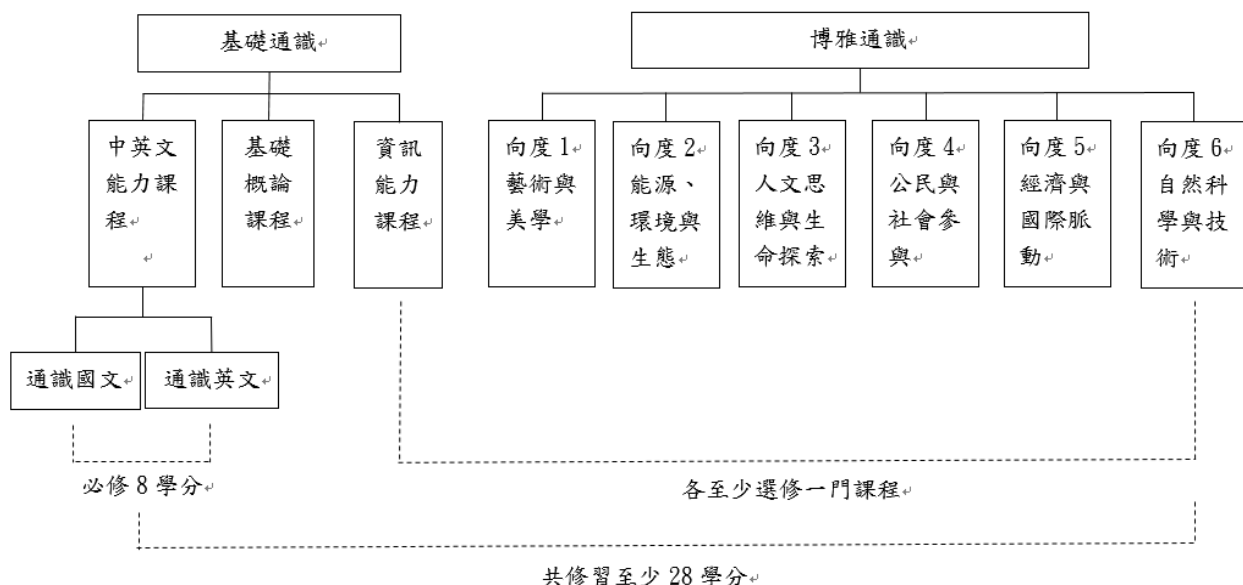 基礎通識
博雅通識
中英文
能力課
程
基礎
概論
課程
資訊
能力
課程
向度 1
藝術與
美學
向度 2
能源、
環境與
生態
向度 3
人文思
維與生
命探索
向度 4
公民與
社會參
與
向度 5
經濟與
國際脈
動
向度 6
自然科
學與技
術
通識國文
通識英文
必修 8 學分
各至少選修一門課程
共修習至少 28 學分